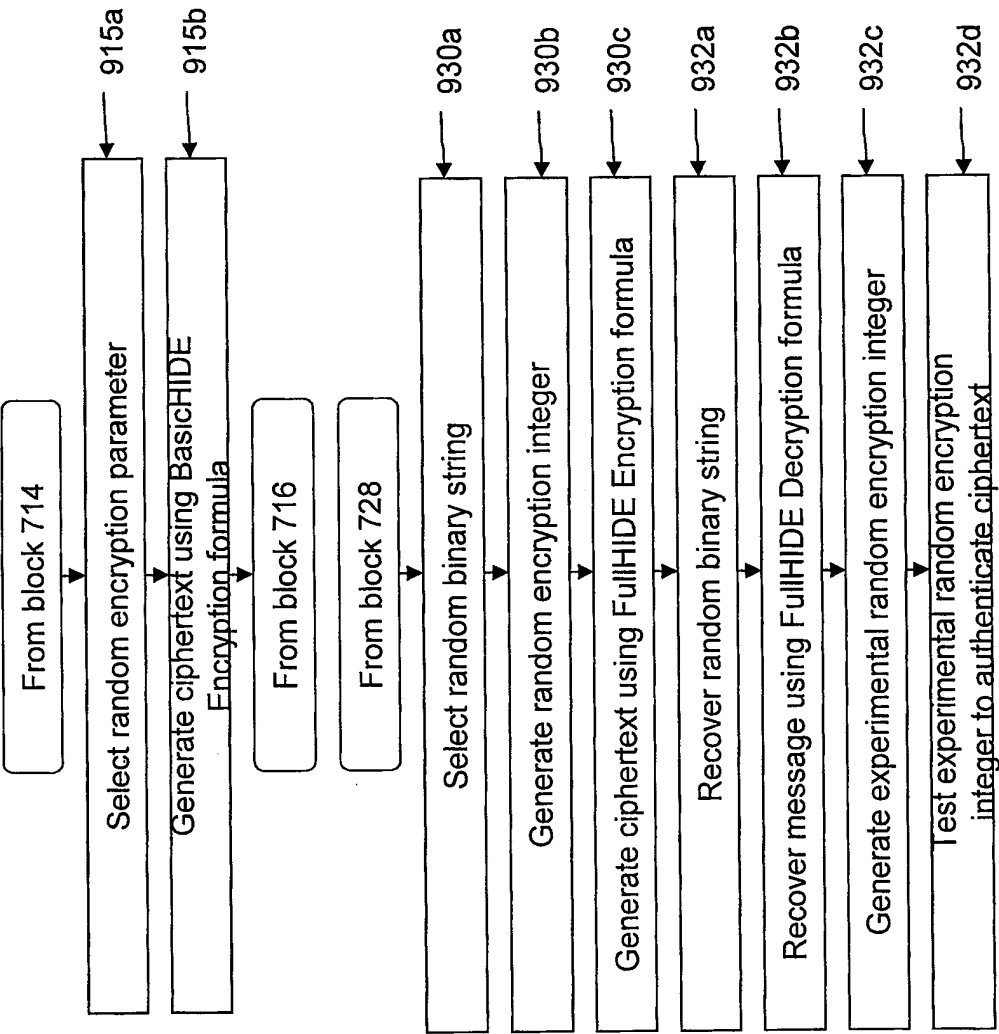 From block 714
Select random encryption parameter
915a
Generate ciphertext using BasicHIDE
Encryption formula
915b
From block 716
From block 728
Select random binary string
930a
Generate random encryption integer
930b
Generate ciphertext using FullHIDE Encryption formula
930c
Recover random binary string
932a
Recover message using FullHIDE Decryption formula
932b
Generate experimental random encryption integer
932c
Test experimental random encryption
integer to authenticate ciphertext
932d